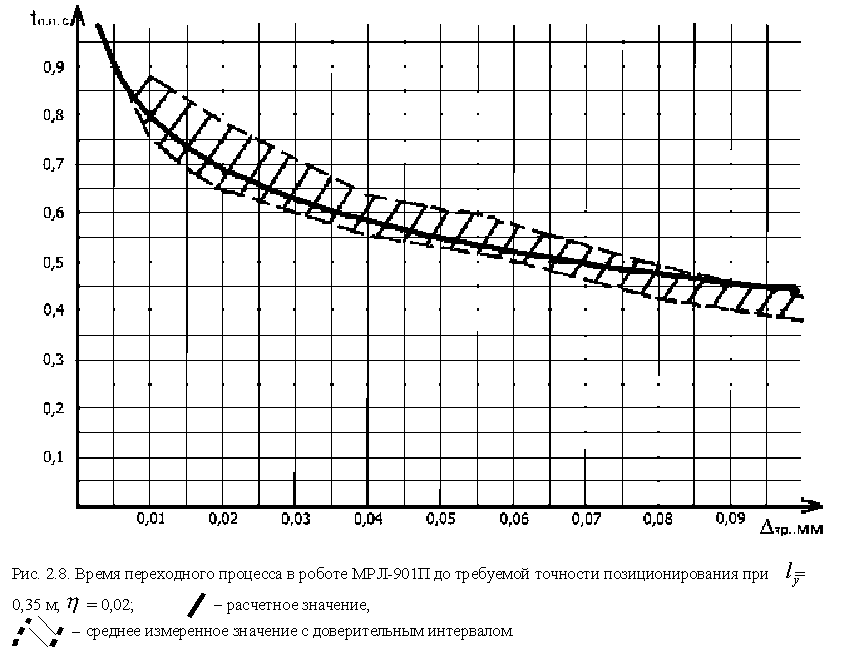 tп.п. с
0,9
0,8
0,7
0,6
0,5
0,4
0,3
0,2
0,1
0,01 0,02 0,03 0,04 0,05 0,06 0,07 0,08 0,09
Δтр., мм
Рис. 2.8. Время переходного процесса в роботе МРЛ-901П до требуемой точности позиционирования при l у =
0,35 м, η = 0,02; – расчетное значение,
– среднее измеренное значение с доверительным интервалом